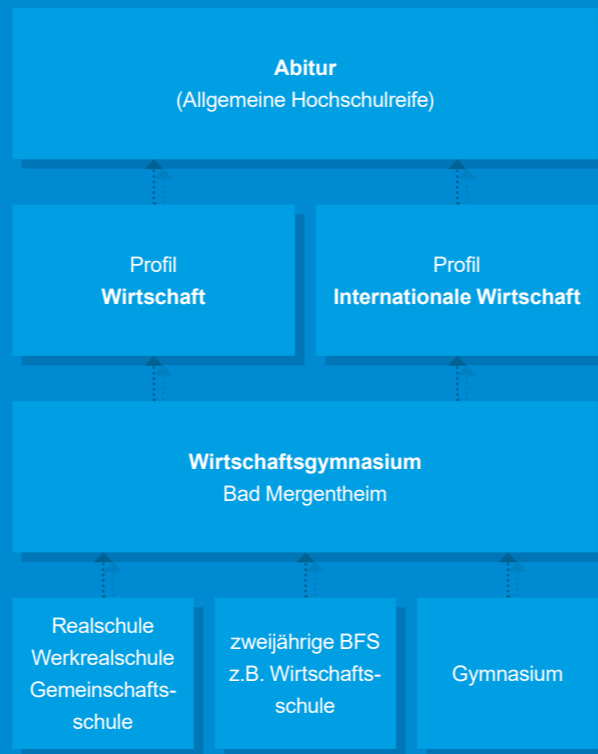 Abitur
(Allgemeine Hochschulreife)
Profil
Wirtschaft
Profil
Internationale Wirtschaft
Wirtschaftsgymnasium
Bad Mergentheim
Realschule
Werkrealschule
Gemeinschafts-
schule
zweijährige BFS
z.B. Wirtschafts-
schule
Gymnasium